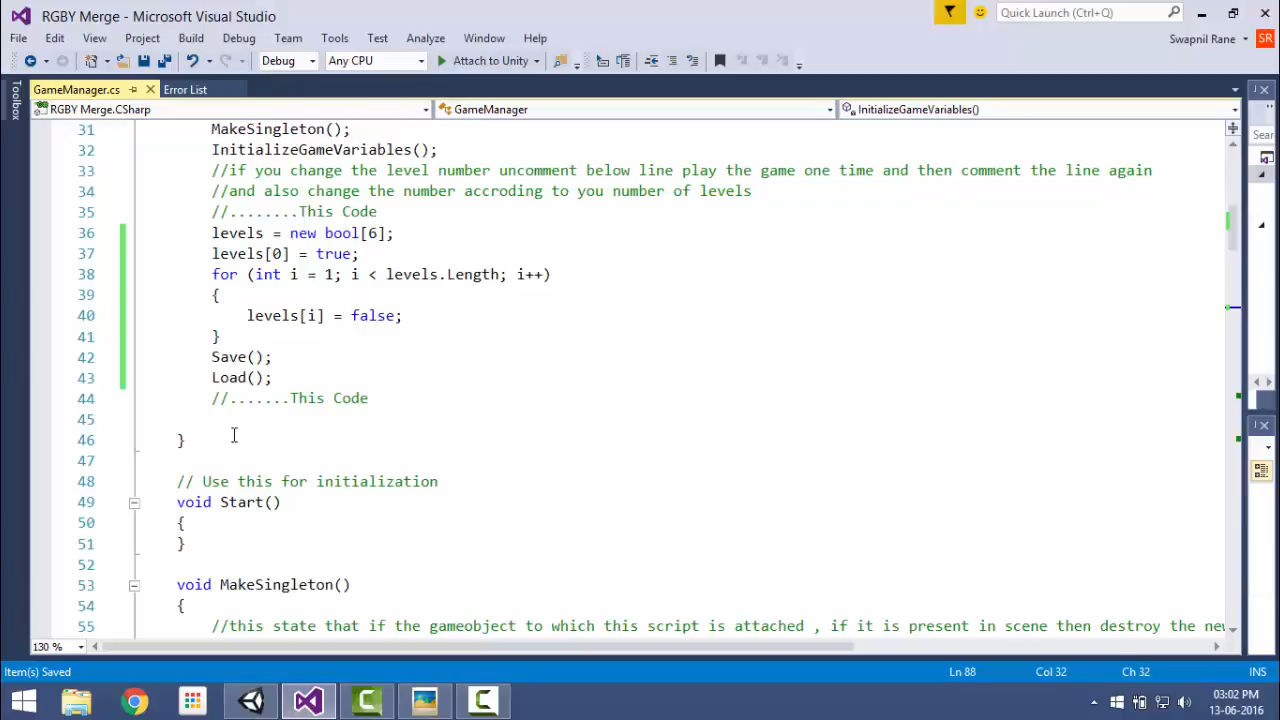 RGBY Merge - Microsoft Visual Studio
Quick Launch (Ctrl+Q)
File Edit View Project Build Debug Team Tools Test Analyze Window Help
Swapnil Rane SR
Debug Any CPU Attach to Unity
Toolbox
GameManager.cs Error List
RGBY Merge.CSharp GameManager InitializeGameVariables()
Sear
31 MakeSingleton();
32 InitializeGameVariables();
33 //if you change the level number uncomment below line play the game one time and then comment the line again
34 //and also change the number accroding to you number of levels
35 //........This Code
36 levels = new bool[6];
37 levels[0] = true;
38 for (int i = 1; i < levels.Length; i++)
39 {
40 levels[i] = false;
41 }
42 Save();
43 Load();
44 //.......This Code
45
46 }
47
48 // Use this for initialization
49 void Start()
50 {
51 }
52
53 void MakeSingleton()
54 {
55 //this state that if the gameobject to which this script is attached , if it is present in scene then destroy the new
130 %
Item(s) Saved Ln 88 Col 32 Ch 32 INS
03:02 PM
13-06-2016